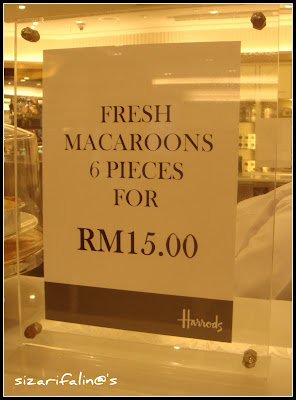 FRESH
MACAROONS
6 PIECES
FOR
RM15.00
Harrods
sizarifalin@'s